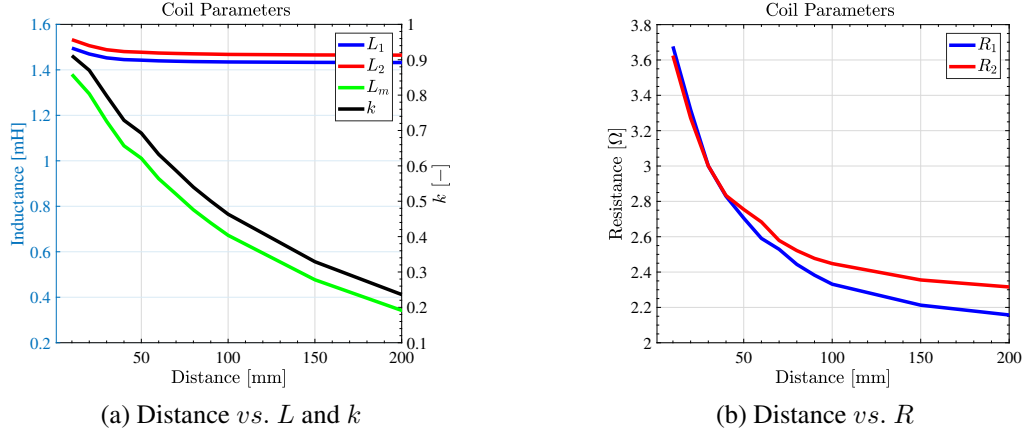 Coil Parameters
1.6
1.4
1.2
1
0.8
0.6
0.4
0.2
Inductance [mH]
1
0.9
0.8
0.7
0.6
0.5
0.4
0.3
0.2
0.1
k [−]
L₁
L₂
Lₘ
k
50
100
150
200
Distance [mm]
(a) Distance vs. L and k
Coil Parameters
3.8
3.6
3.4
3.2
3
2.8
2.6
2.4
2.2
2
Resistance [Ω]
R₁
R₂
50
100
150
200
Distance [mm]
(b) Distance vs. R